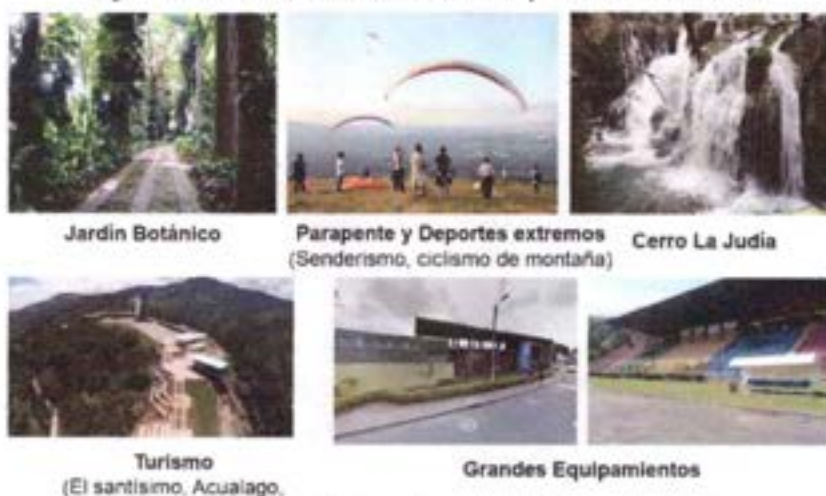 Jardín Botánico
Parapente y Deportes extremos
(Senderismo, ciclismo de montaña)
Cerro La Judía
Turismo
(El santísimo, Acualago,
Grandes Equipamientos